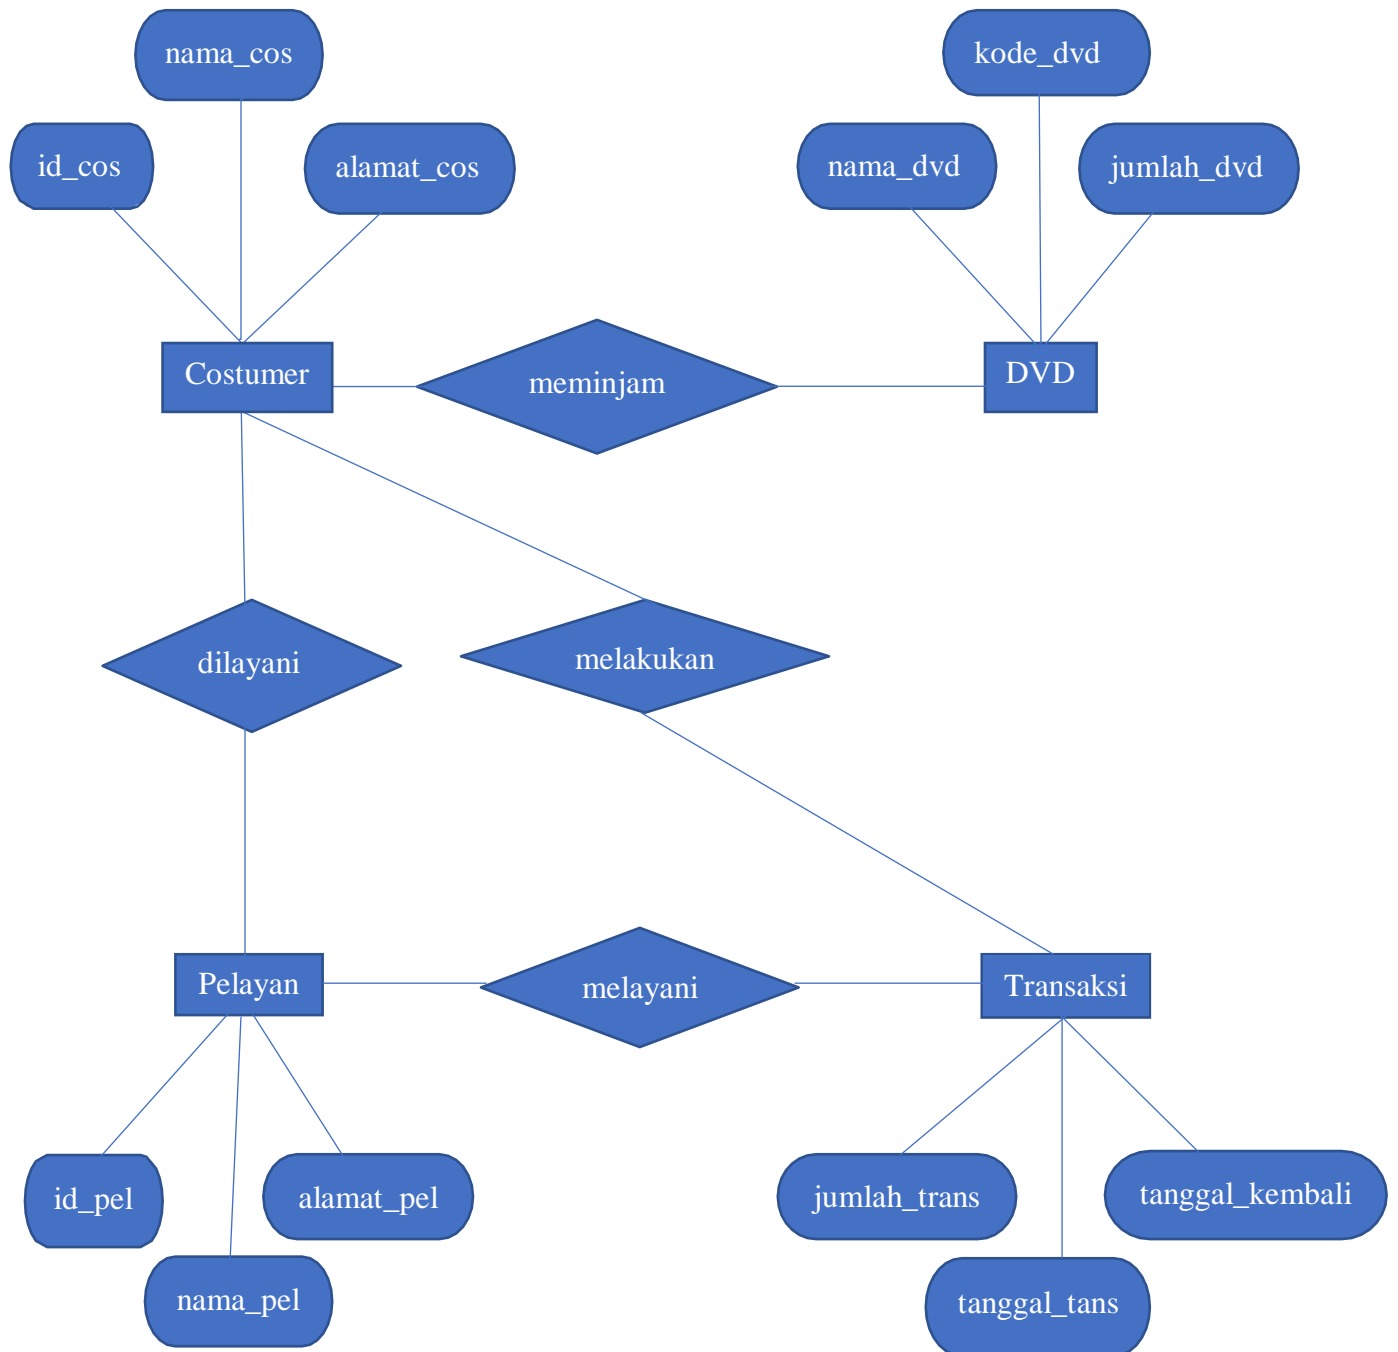 nama_cos
kode_dvd
id_cos
alamat_cos
nama_dvd
jumlah_dvd
Costumer
meminjam
DVD
dilayani
melakukan
Pelayan
melayani
Transaksi
id_pel
alamat_pel
jumlah_trans
tanggal_kembali
nama_pel
tanggal_tans